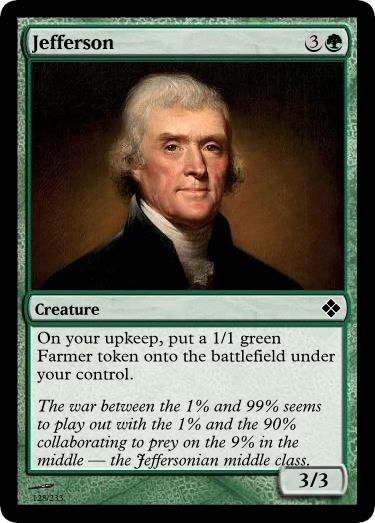 Jefferson 3
Creature
On your upkeep, put a 1/1 green
Farmer token onto the battlefield under
your control.
The war between the 1% and 99% seems
to play out with the 1% and the 90%
collaborating to prey on the 9% in the
middle — the Jeffersonian middle class.
3/3
128/235